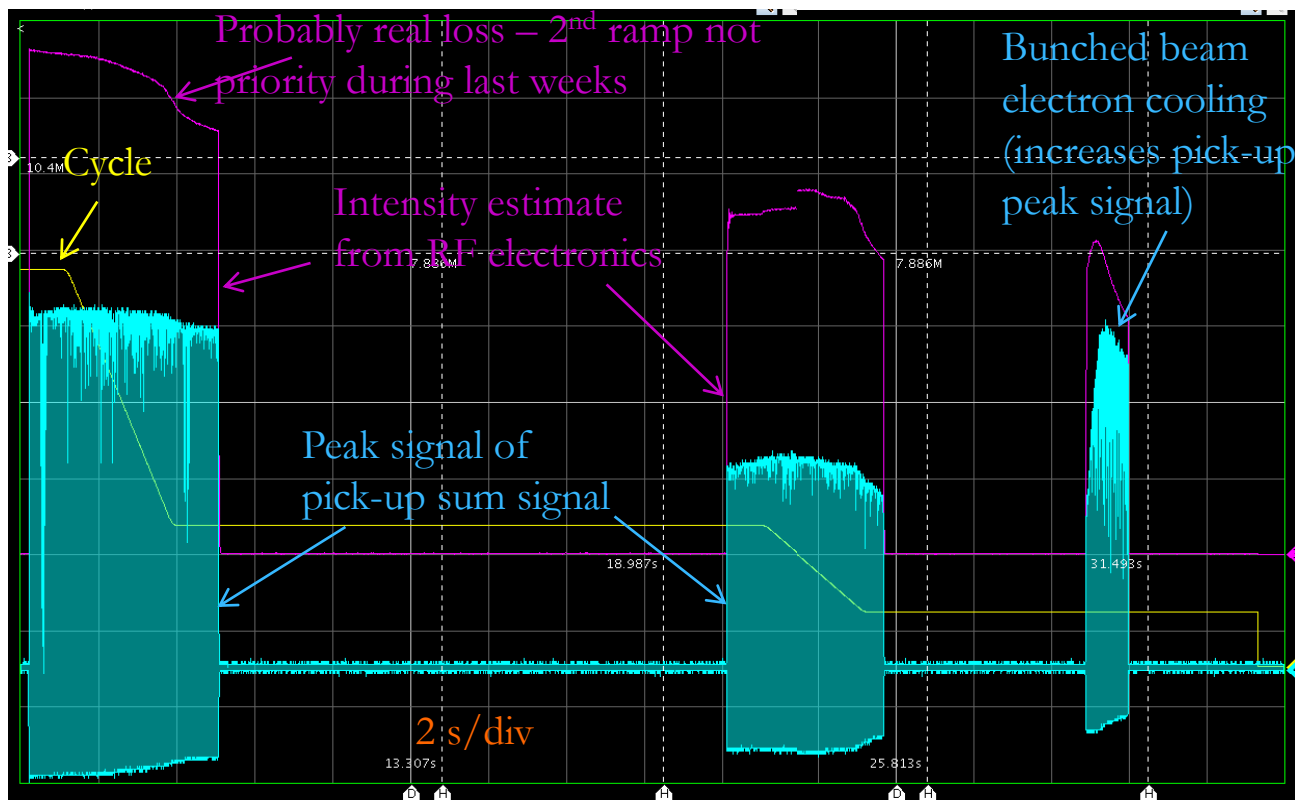 Probably real loss – 2nd ramp not
priority during last weeks
Bunched beam
electron cooling
(increases pick-up
peak signal)
10.4M
Cycle
Intensity estimate
from RF electronics
7.886M
Peak signal of
pick-up sum signal
18.987s
31.493s
2 s/div
13.307s
25.813s
D
H
H
D
H
H